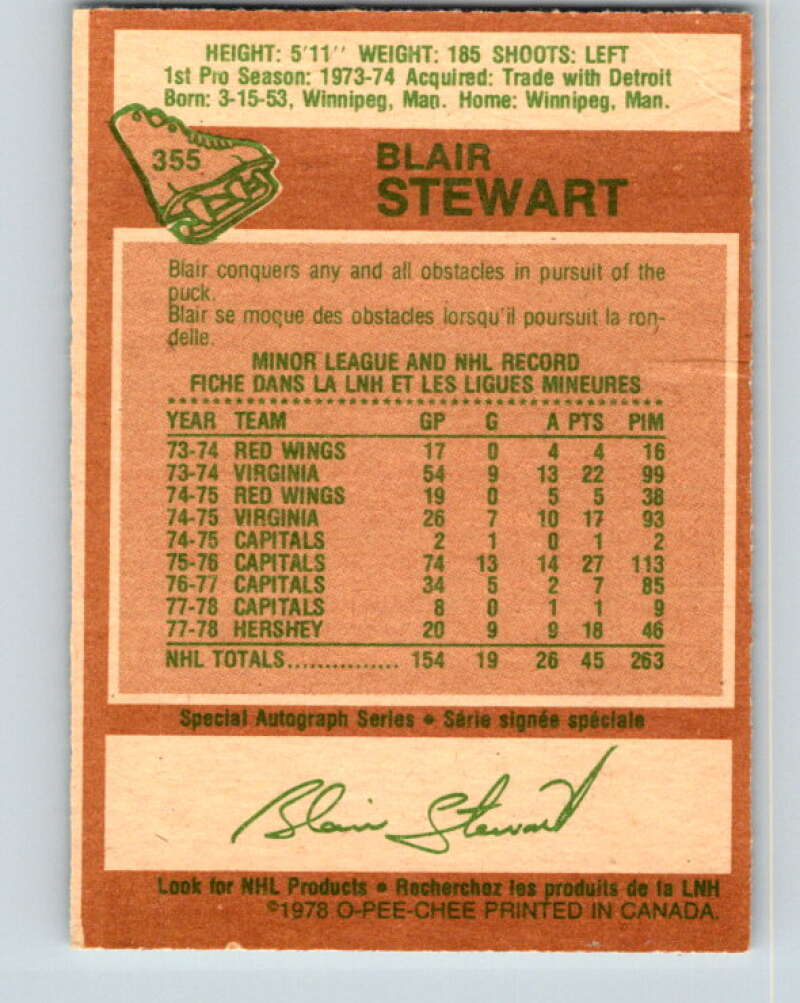 HEIGHT: 5'11'' WEIGHT: 185 SHOOTS: LEFT
1st Pro Season: 1973-74 Acquired: Trade with Detroit
Born: 3-15-53, Winnipeg, Man. Home: Winnipeg, Man.
355
BLAIR
STEWART
Blair conquers any and all obstacles in pursuit of the
puck.
Blair se moque des obstacles lorsqu'il poursuit la ron-
delle.
MINOR LEAGUE AND NHL RECORD
FICHE DANS LA LNH ET LES LIGUES MINEURES
YEAR TEAM GP G A PTS PIM
73-74 RED WINGS 17 0 4 4 16
73-74 VIRGINIA 54 9 13 22 99
74-75 RED WINGS 19 0 5 5 38
74-75 VIRGINIA 26 7 10 17 93
74-75 CAPITALS 2 1 0 1 2
75-76 CAPITALS 74 13 14 27 113
76-77 CAPITALS 34 5 2 7 85
77-78 CAPITALS 8 0 1 1 9
77-78 HERSHEY 20 9 9 18 46
NHL TOTALS............... 154 19 26 45 263
Special Autograph Series • Série signée spéciale
Blair Stewart
Look for NHL Products • Recherchez les produits de la LNH
©1978 O-PEE-CHEE PRINTED IN CANADA.